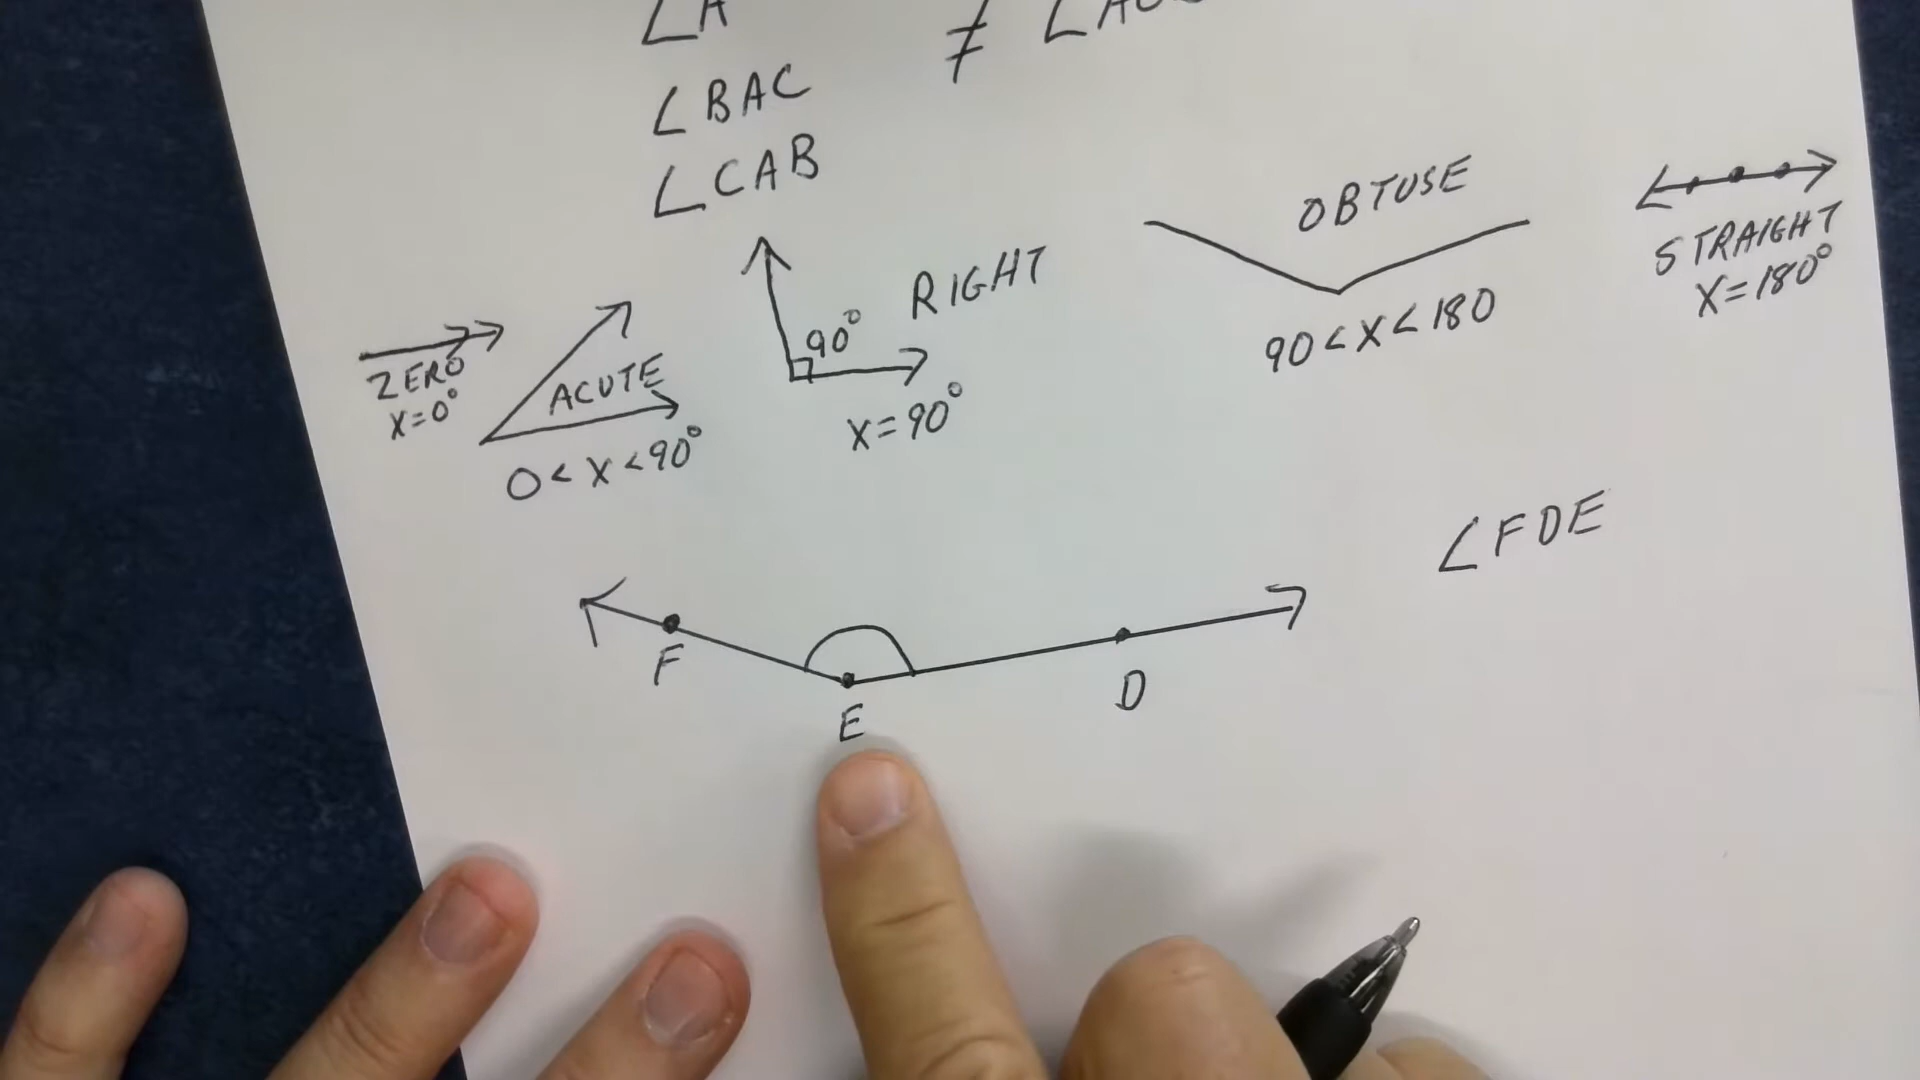 ∠A
≠ ∠
∠BAC
∠CAB
OBTUSE
90 < X < 180
STRAIGHT
X = 180°
RIGHT
90°
X = 90°
ZERO
X = 0°
ACUTE
0 < X < 90°
∠FDE
F
E
D